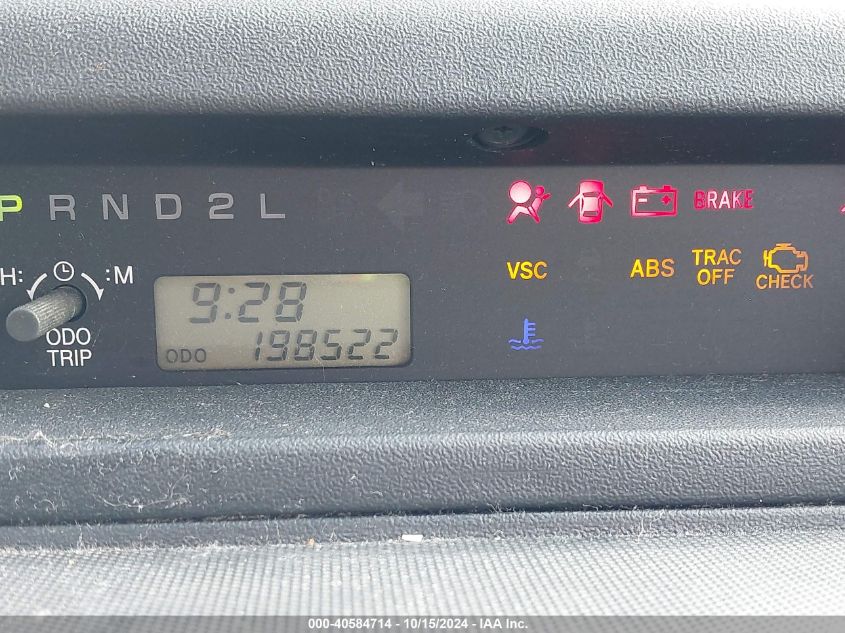 P R N D 2 L
BRAKE
H: :M
VSC ABS TRAC OFF CHECK
9:28
ODO TRIP
ODO 198522
000-40584714 - 10/15/2024 - IAA Inc.